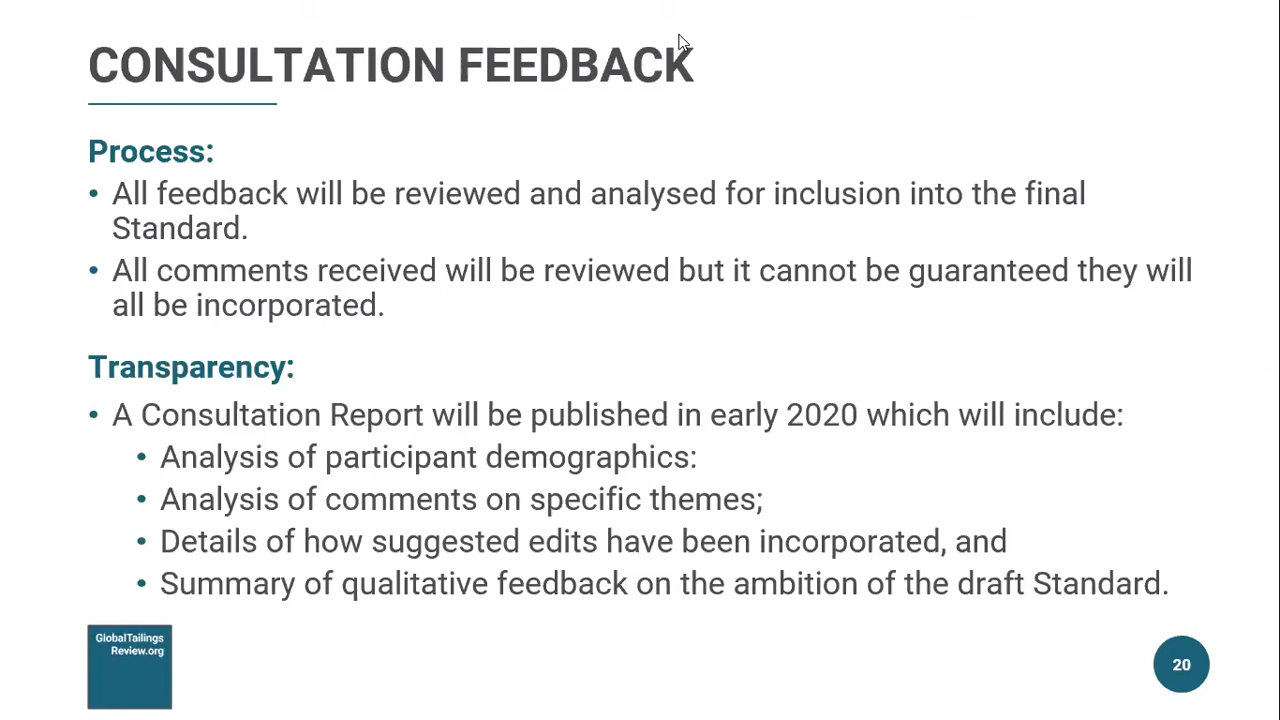 CONSULTATION FEEDBACK
Process:
• All feedback will be reviewed and analysed for inclusion into the final
Standard.
• All comments received will be reviewed but it cannot be guaranteed they will
all be incorporated.
Transparency:
• A Consultation Report will be published in early 2020 which will include:
• Analysis of participant demographics:
• Analysis of comments on specific themes;
• Details of how suggested edits have been incorporated, and
• Summary of qualitative feedback on the ambition of the draft Standard.
GlobalTailings
Review.org
20